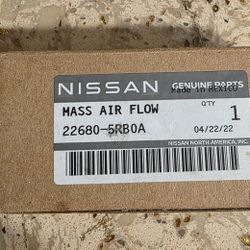 NISSAN GENUINE PARTS
MADE IN MEXICO
MASS AIR FLOW QTY
22680-5RB0A 1
04/22/22
NISSAN NORTH AMERICA, INC.